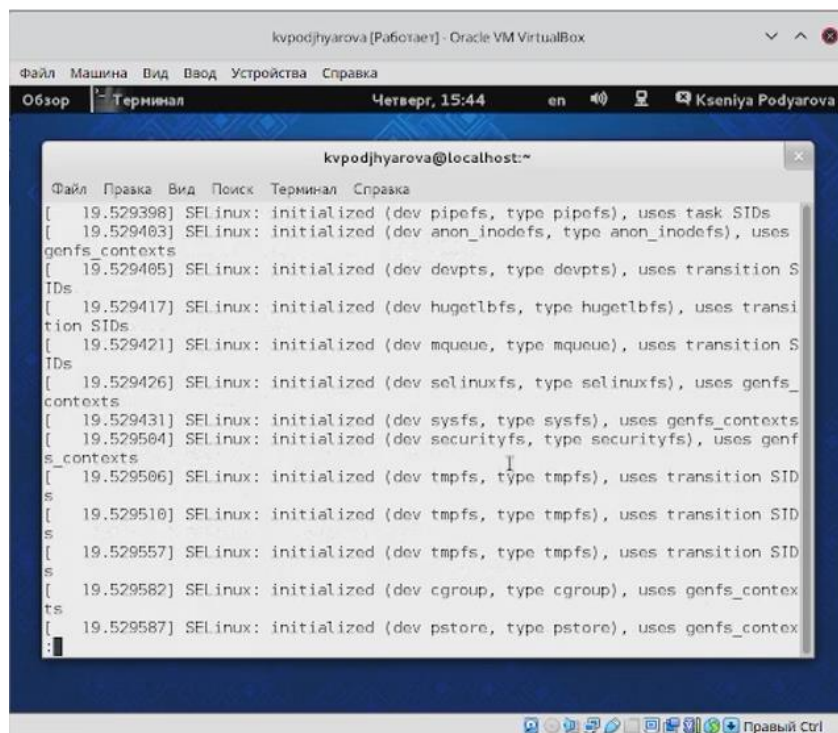 kvpodjhyarova [Работает] - Oracle VM VirtualBox
Файл Машина Вид Ввод Устройства Справка
Обзор Терминал Четверг, 15:44 en Kseniya Podyarova
kvpodjhyarova@localhost:~
Файл Правка Вид Поиск Терминал Справка
[   19.529398] SELinux: initialized (dev pipefs, type pipefs), uses task SIDs
[   19.529403] SELinux: initialized (dev anon_inodefs, type anon_inodefs), uses
genfs_contexts
[   19.529405] SELinux: initialized (dev devpts, type devpts), uses transition S
IDs
[   19.529417] SELinux: initialized (dev hugetlbfs, type hugetlbfs), uses transi
tion SIDs
[   19.529421] SELinux: initialized (dev mqueue, type mqueue), uses transition S
IDs
[   19.529426] SELinux: initialized (dev selinuxfs, type selinuxfs), uses genfs_
contexts
[   19.529431] SELinux: initialized (dev sysfs, type sysfs), uses genfs_contexts
[   19.529504] SELinux: initialized (dev securityfs, type securityfs), uses genf
s_contexts
[   19.529506] SELinux: initialized (dev tmpfs, type tmpfs), uses transition SID
s
[   19.529510] SELinux: initialized (dev tmpfs, type tmpfs), uses transition SID
s
[   19.529557] SELinux: initialized (dev tmpfs, type tmpfs), uses transition SID
s
[   19.529582] SELinux: initialized (dev cgroup, type cgroup), uses genfs_contex
ts
[   19.529587] SELinux: initialized (dev pstore, type pstore), uses genfs_contex
:
Правый Ctrl